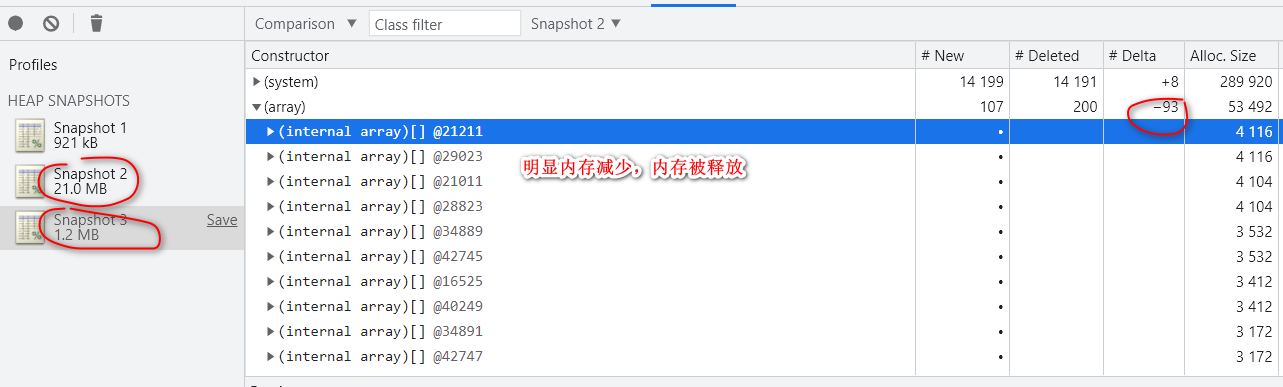 Comparison ▼ Class filter Snapshot 2 ▼
Profiles
HEAP SNAPSHOTS
Snapshot 1
921 kB
Snapshot 2
21.0 MB
Snapshot 3 Save
1.2 MB
Constructor # New # Deleted # Delta Alloc. Size
▶(system) 14 199 14 191 +8 289 920
▼(array) 107 200 −93 53 492
▶(internal array)[] @21211 • 4 116
▶(internal array)[] @29023 • 4 116
▶(internal array)[] @21011 • 4 104
▶(internal array)[] @28823 • 4 104
▶(internal array)[] @34889 • 3 532
▶(internal array)[] @42745 • 3 532
▶(internal array)[] @16525 • 3 412
▶(internal array)[] @40249 • 3 412
▶(internal array)[] @34891 • 3 172
▶(internal array)[] @42747 • 3 172
明显内存减少，内存被释放